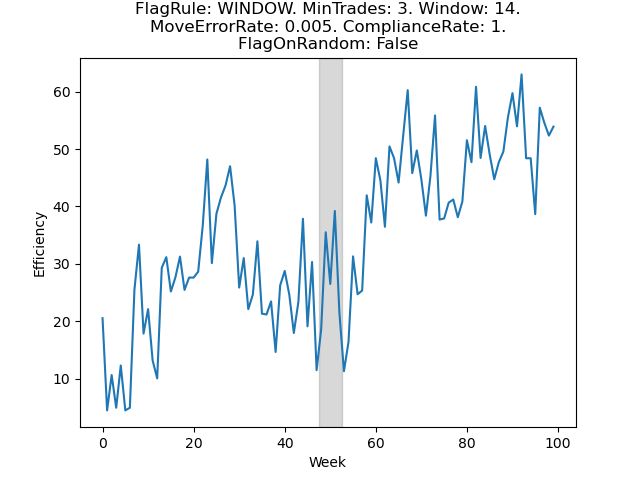 FlagRule: WINDOW. MinTrades: 3. Window: 14.
MoveErrorRate: 0.005. ComplianceRate: 1.
FlagOnRandom: False
60
50
40
30
20
10
Efficiency
0 20 40 60 80 100
Week